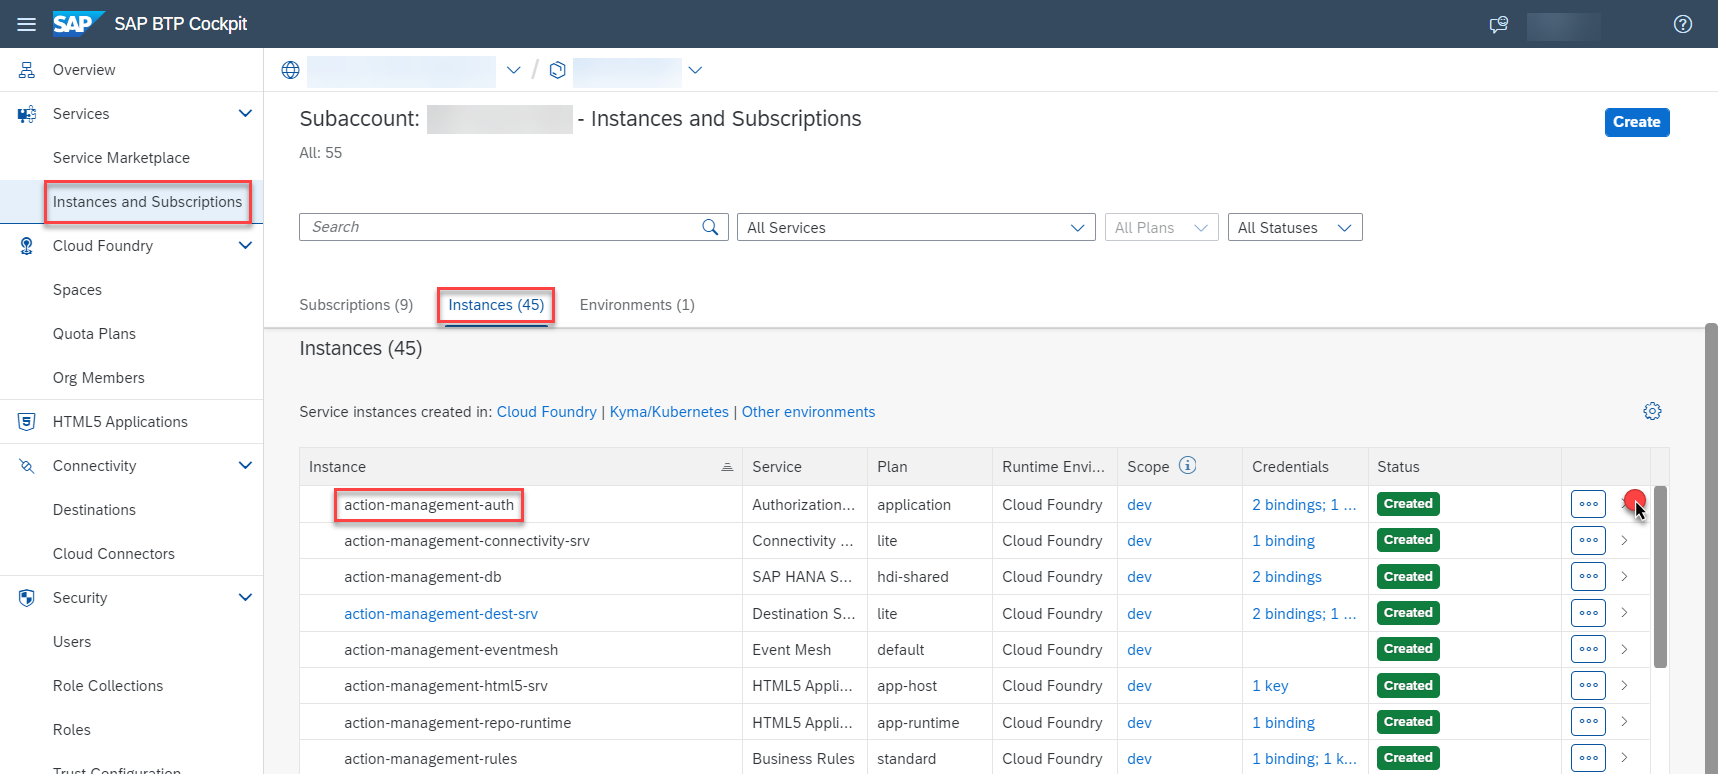 SAP SAP BTP Cockpit
Overview
Services
Service Marketplace
Instances and Subscriptions
Cloud Foundry
Spaces
Quota Plans
Org Members
HTML5 Applications
Connectivity
Destinations
Cloud Connectors
Security
Users
Role Collections
Roles
Trust Configuration
/
Subaccount: - Instances and Subscriptions
Create
All: 55
Search All Services All Plans All Statuses
Subscriptions (9) Instances (45) Environments (1)
Instances (45)
Service instances created in: Cloud Foundry | Kyma/Kubernetes | Other environments
Instance Service Plan Runtime Envi... Scope Credentials Status
action-management-auth Authorization... application Cloud Foundry dev 2 bindings; 1 ... Created
action-management-connectivity-srv Connectivity ... lite Cloud Foundry dev 1 binding Created
action-management-db SAP HANA S... hdi-shared Cloud Foundry dev 2 bindings Created
action-management-dest-srv Destination S... lite Cloud Foundry dev 2 bindings; 1 ... Created
action-management-eventmesh Event Mesh default Cloud Foundry dev Created
action-management-html5-srv HTML5 Appli... app-host Cloud Foundry dev 1 key Created
action-management-repo-runtime HTML5 Appli... app-runtime Cloud Foundry dev 1 binding Created
action-management-rules Business Rules standard Cloud Foundry dev 1 binding; 1 k... Created